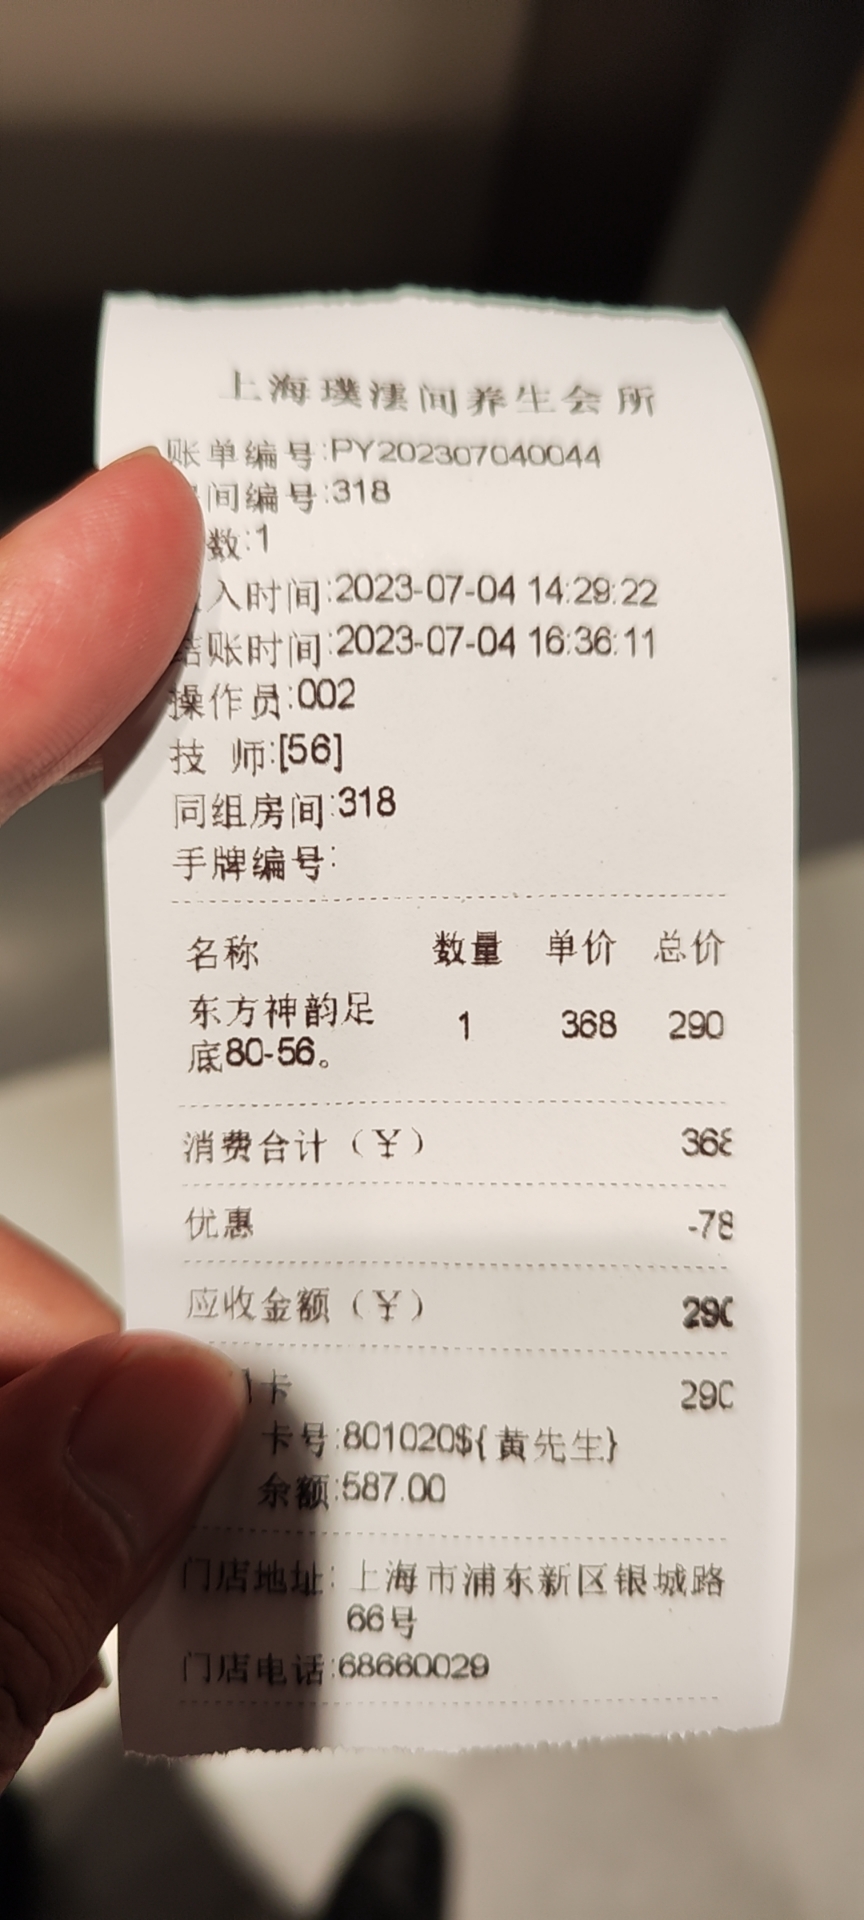 上海璞潓间养生会所
账单编号:PY202307040044
间编号:318
数:1
入时间:2023-07-04 14:29:22
结账时间:2023-07-04 16:36:11
操作员:002
技 师:[56]
同组房间:318
手牌编号:
名称 数量 单价 总价
东方神韵足 1 368 290
底80-56。
消费合计（￥） 368
优惠 -78
应收金额（￥） 290
卡 290
卡号:801020${黄先生}
余额:587.00
门店地址: 上海市浦东新区银城路
66号
门店电话:68660029